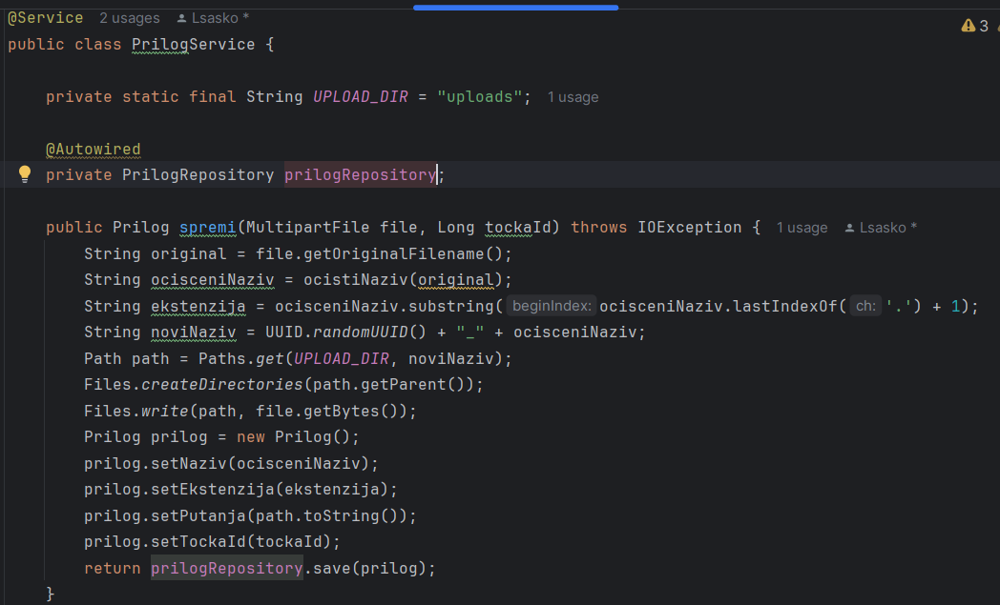 @Service 2 usages Lsasko *
public class PrilogService {
3
private static final String UPLOAD_DIR = "uploads"; 1 usage
@Autowired
private PrilogRepository prilogRepository;
public Prilog spremi(MultipartFile file, Long tockaId) throws IOException { 1 usage Lsasko *
String original = file.getOriginalFilename();
String ocisceniNaziv = ocistiNaziv(original);
String ekstenzija = ocisceniNaziv.substring( beginIndex: ocisceniNaziv.lastIndexOf( ch: '.') + 1);
String noviNaziv = UUID.randomUUID() + "_" + ocisceniNaziv;
Path path = Paths.get(UPLOAD_DIR, noviNaziv);
Files.createDirectories(path.getParent());
Files.write(path, file.getBytes());
Prilog prilog = new Prilog();
prilog.setNaziv(ocisceniNaziv);
prilog.setEkstenzija(ekstenzija);
prilog.setPutanja(path.toString());
prilog.setTockaId(tockaId);
return prilogRepository.save(prilog);
}